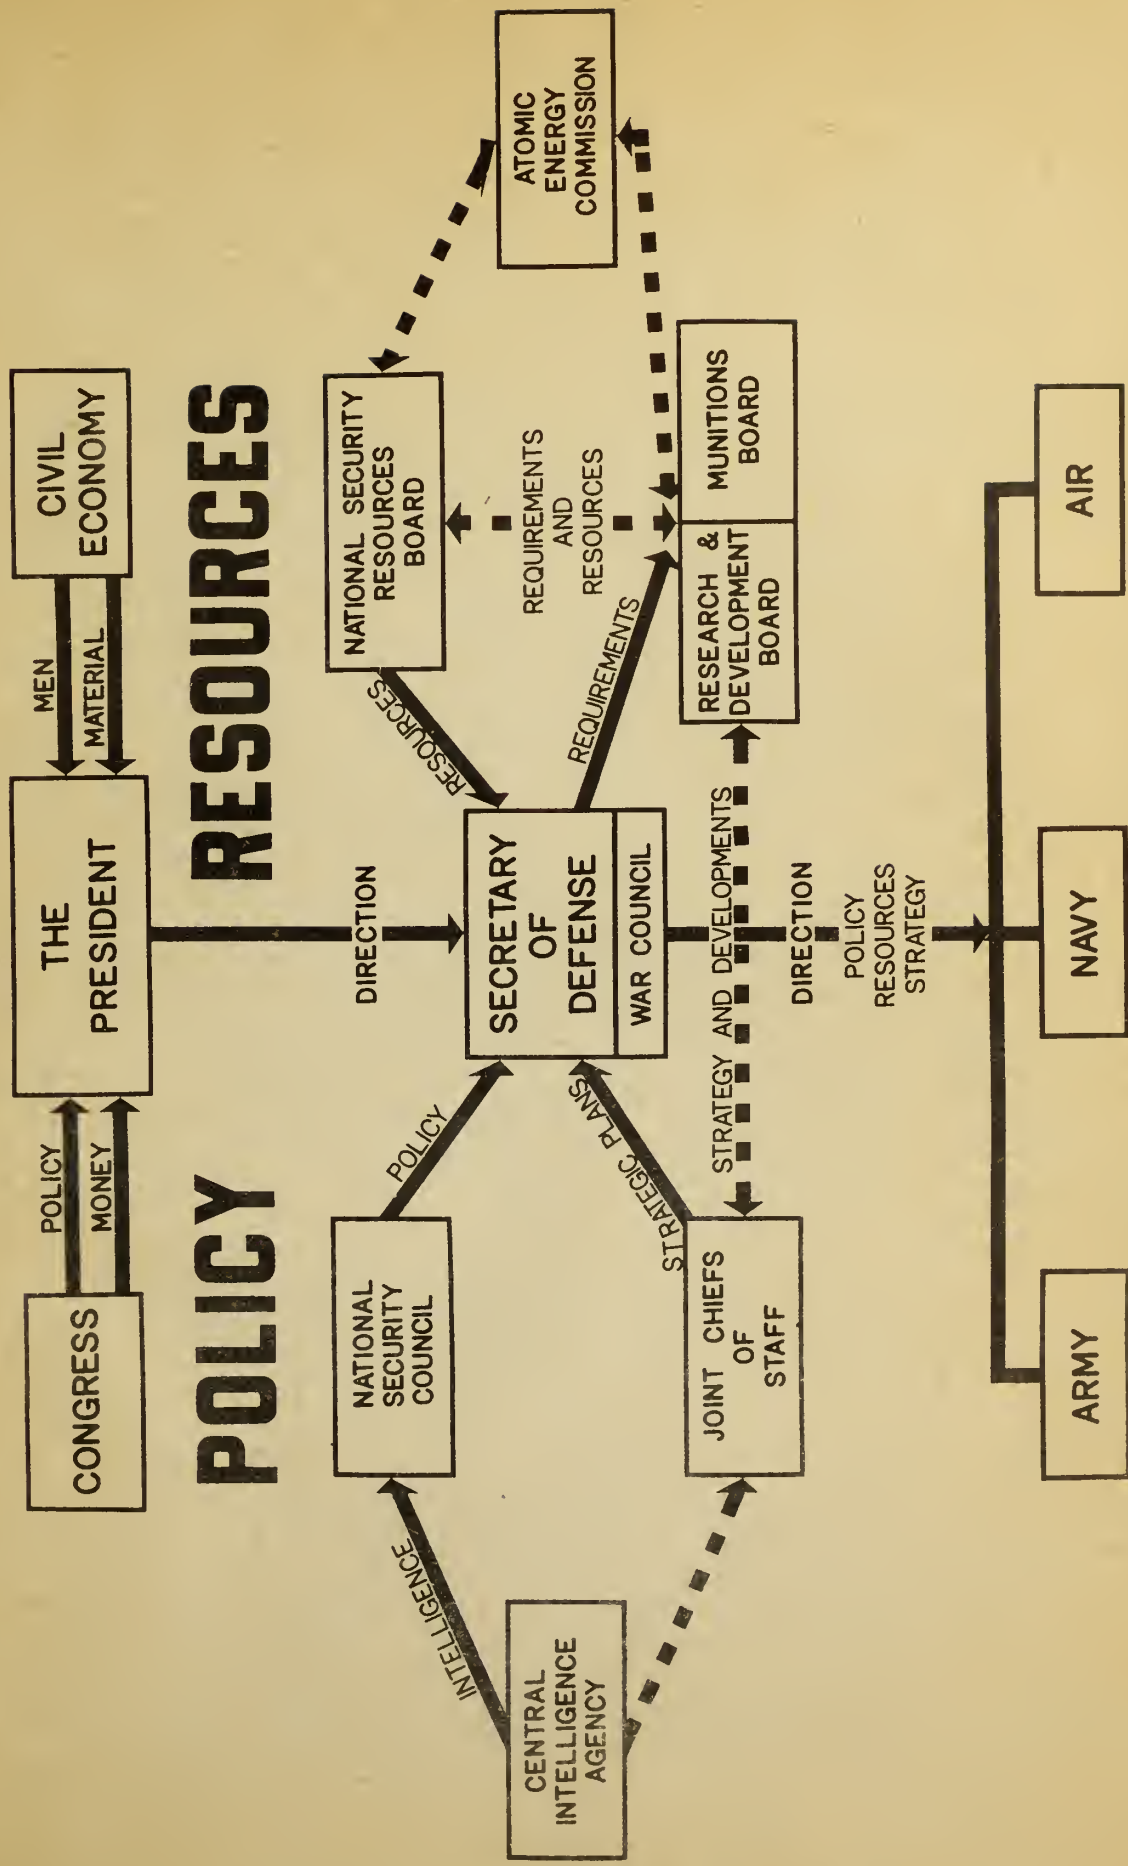 CONGRESS
POLICY
MONEY
THE
PRESIDENT
MEN
MATERIAL
CIVIL
ECONOMY
POLICY
RESOURCES
NATIONAL
SECURITY
COUNCIL
POLICY
DIRECTION
RESOURCES
NATIONAL SECURITY
RESOURCES
BOARD
INTELLIGENCE
CENTRAL
INTELLIGENCE
AGENCY
SECRETARY
OF
DEFENSE
WAR COUNCIL
REQUIREMENTS
AND
RESOURCES
ATOMIC
ENERGY
COMMISSION
STRATEGIC PLANS
REQUIREMENTS
JOINT CHIEFS
OF
STAFF
STRATEGY AND DEVELOPMENTS
RESEARCH &
DEVELOPMENT
BOARD
MUNITIONS
BOARD
DIRECTION
POLICY
RESOURCES
STRATEGY
ARMY
NAVY
AIR